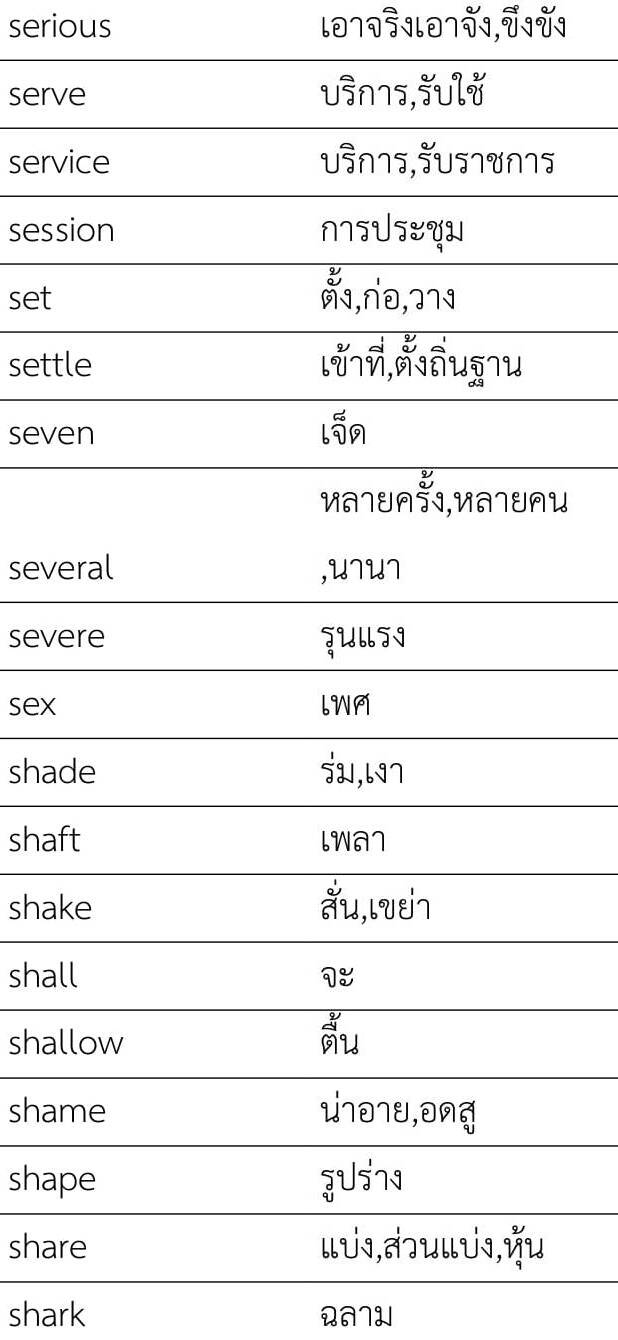 serious เอาจริงเอาจัง,ขึงขัง
serve บริการ,รับใช้
service บริการ,รับราชการ
session การประชุม
set ตั้ง,ก่อ,วาง
settle เข้าที่,ตั้งถิ่นฐาน
seven เจ็ด
หลายครั้ง,หลายคน
several ,นานา
severe รุนแรง
sex เพศ
shade ร่ม,เงา
shaft เพลา
shake สั่น,เขย่า
shall จะ
shallow ตื้น
shame น่าอาย,อดสู
shape รูปร่าง
share แบ่ง,ส่วนแบ่ง,หุ้น
shark ฉลาม